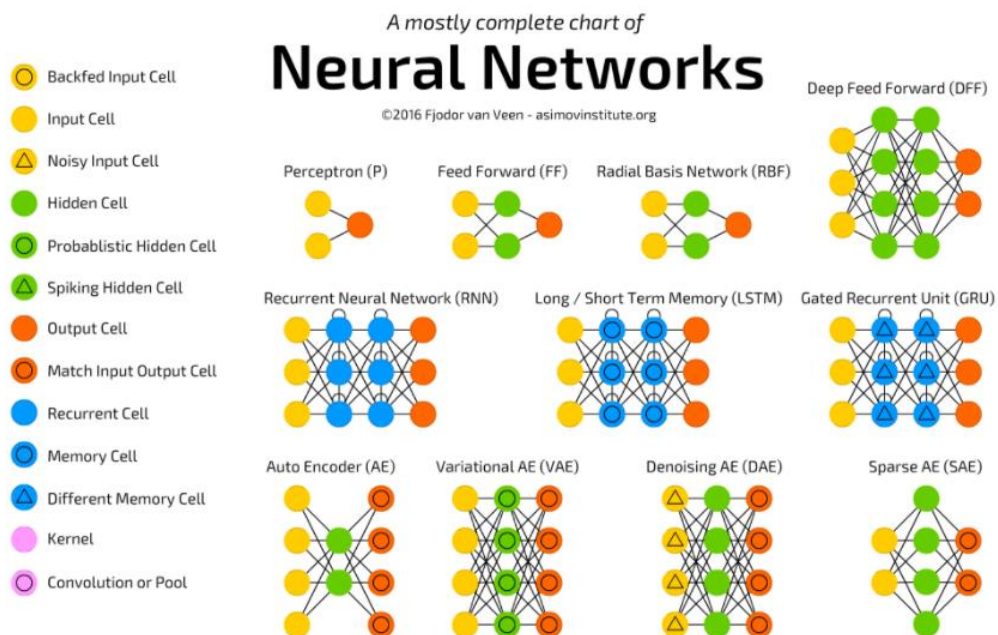 A mostly complete chart of
Neural Networks
©2016 Fjodor van Veen - asimovinstitute.org
Backfed Input Cell
Input Cell
Noisy Input Cell
Hidden Cell
Probablistic Hidden Cell
Spiking Hidden Cell
Output Cell
Match Input Output Cell
Recurrent Cell
Memory Cell
Different Memory Cell
Kernel
Convolution or Pool
Deep Feed Forward (DFF)
Perceptron (P)
Feed Forward (FF)
Radial Basis Network (RBF)
Recurrent Neural Network (RNN)
Long / Short Term Memory (LSTM)
Gated Recurrent Unit (GRU)
Auto Encoder (AE)
Variational AE (VAE)
Denoising AE (DAE)
Sparse AE (SAE)